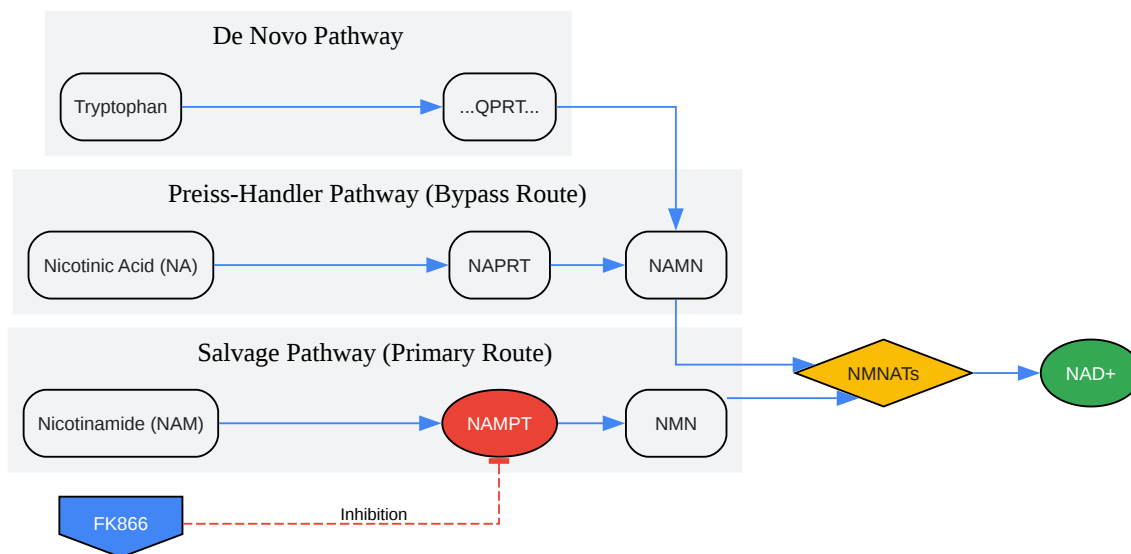 De Novo Pathway
Tryptophan
...QPRT...
Preiss-Handler Pathway (Bypass Route)
Nicotinic Acid (NA)
NAPRT
NAMN
Salvage Pathway (Primary Route)
NMNATs
NAD+
Nicotinamide (NAM)
NAMPT
NMN
Inhibition
FK866